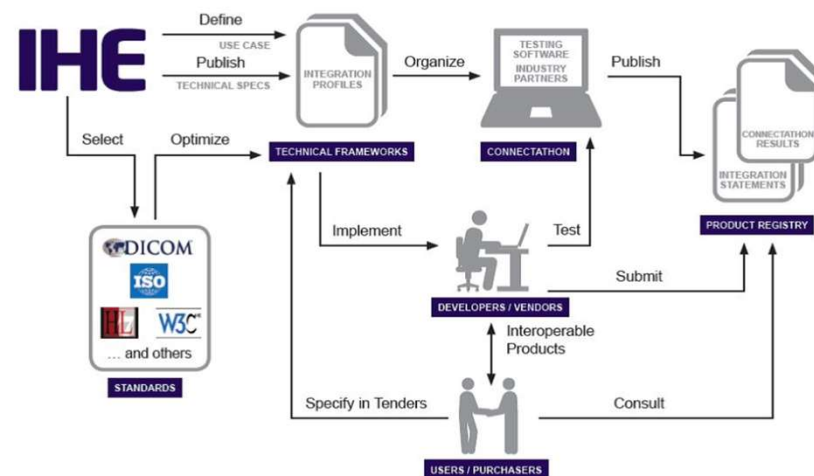 IHE
Define
USE CASE
Publish
TECHNICAL SPECS
INTEGRATION
PROFILES
Organize
TESTING
SOFTWARE
INDUSTRY
PARTNERS
Publish
CONNECTATHON
RESULTS
INTEGRATION
STATEMENTS
Select
Optimize
TECHNICAL FRAMEWORKS
CONNECTATHON
PRODUCT REGISTRY
DICOM
ISO
HL
W3C
... and others
STANDARDS
Implement
Test
DEVELOPERS / VENDORS
Submit
Interoperable
Products
Specify in Tenders
Consult
USERS / PURCHASERS